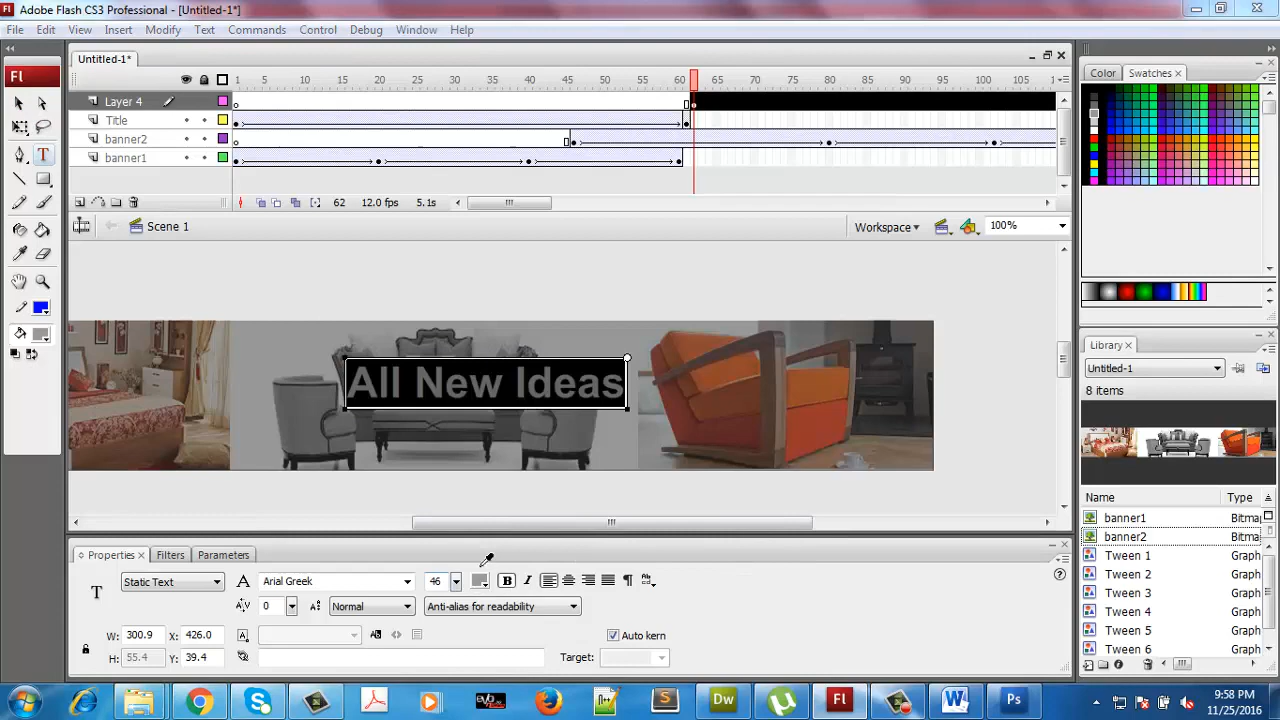 Adobe Flash CS3 Professional - [Untitled-1*]
File Edit View Insert Modify Text Commands Control Debug Window Help
Untitled-1*
Fl
1 5 10 15 20 25 30 35 40 45 50 55 60 65 70 75 80 85 90 95 100 105
Layer 4
Title
banner2
banner1
62 12.0 fps 5.1s
Scene 1
Workspace
100%
All New Ideas
Properties Filters Parameters
T Static Text A Arial Greek 46 B I
A V 0 Normal Anti-alias for readability
W: 300.9 X: 426.0 Auto kern
H: 55.4 Y: 39.4 Target:
Color Swatches
Library
Untitled-1
8 items
Name Type
banner1 Bitma
banner2 Bitma
Tween 1 Graph
Tween 2 Graph
Tween 3 Graph
Tween 4 Graph
Tween 5 Graph
Tween 6 Graph
Dw Fl W Ps
9:58 PM
11/25/2016